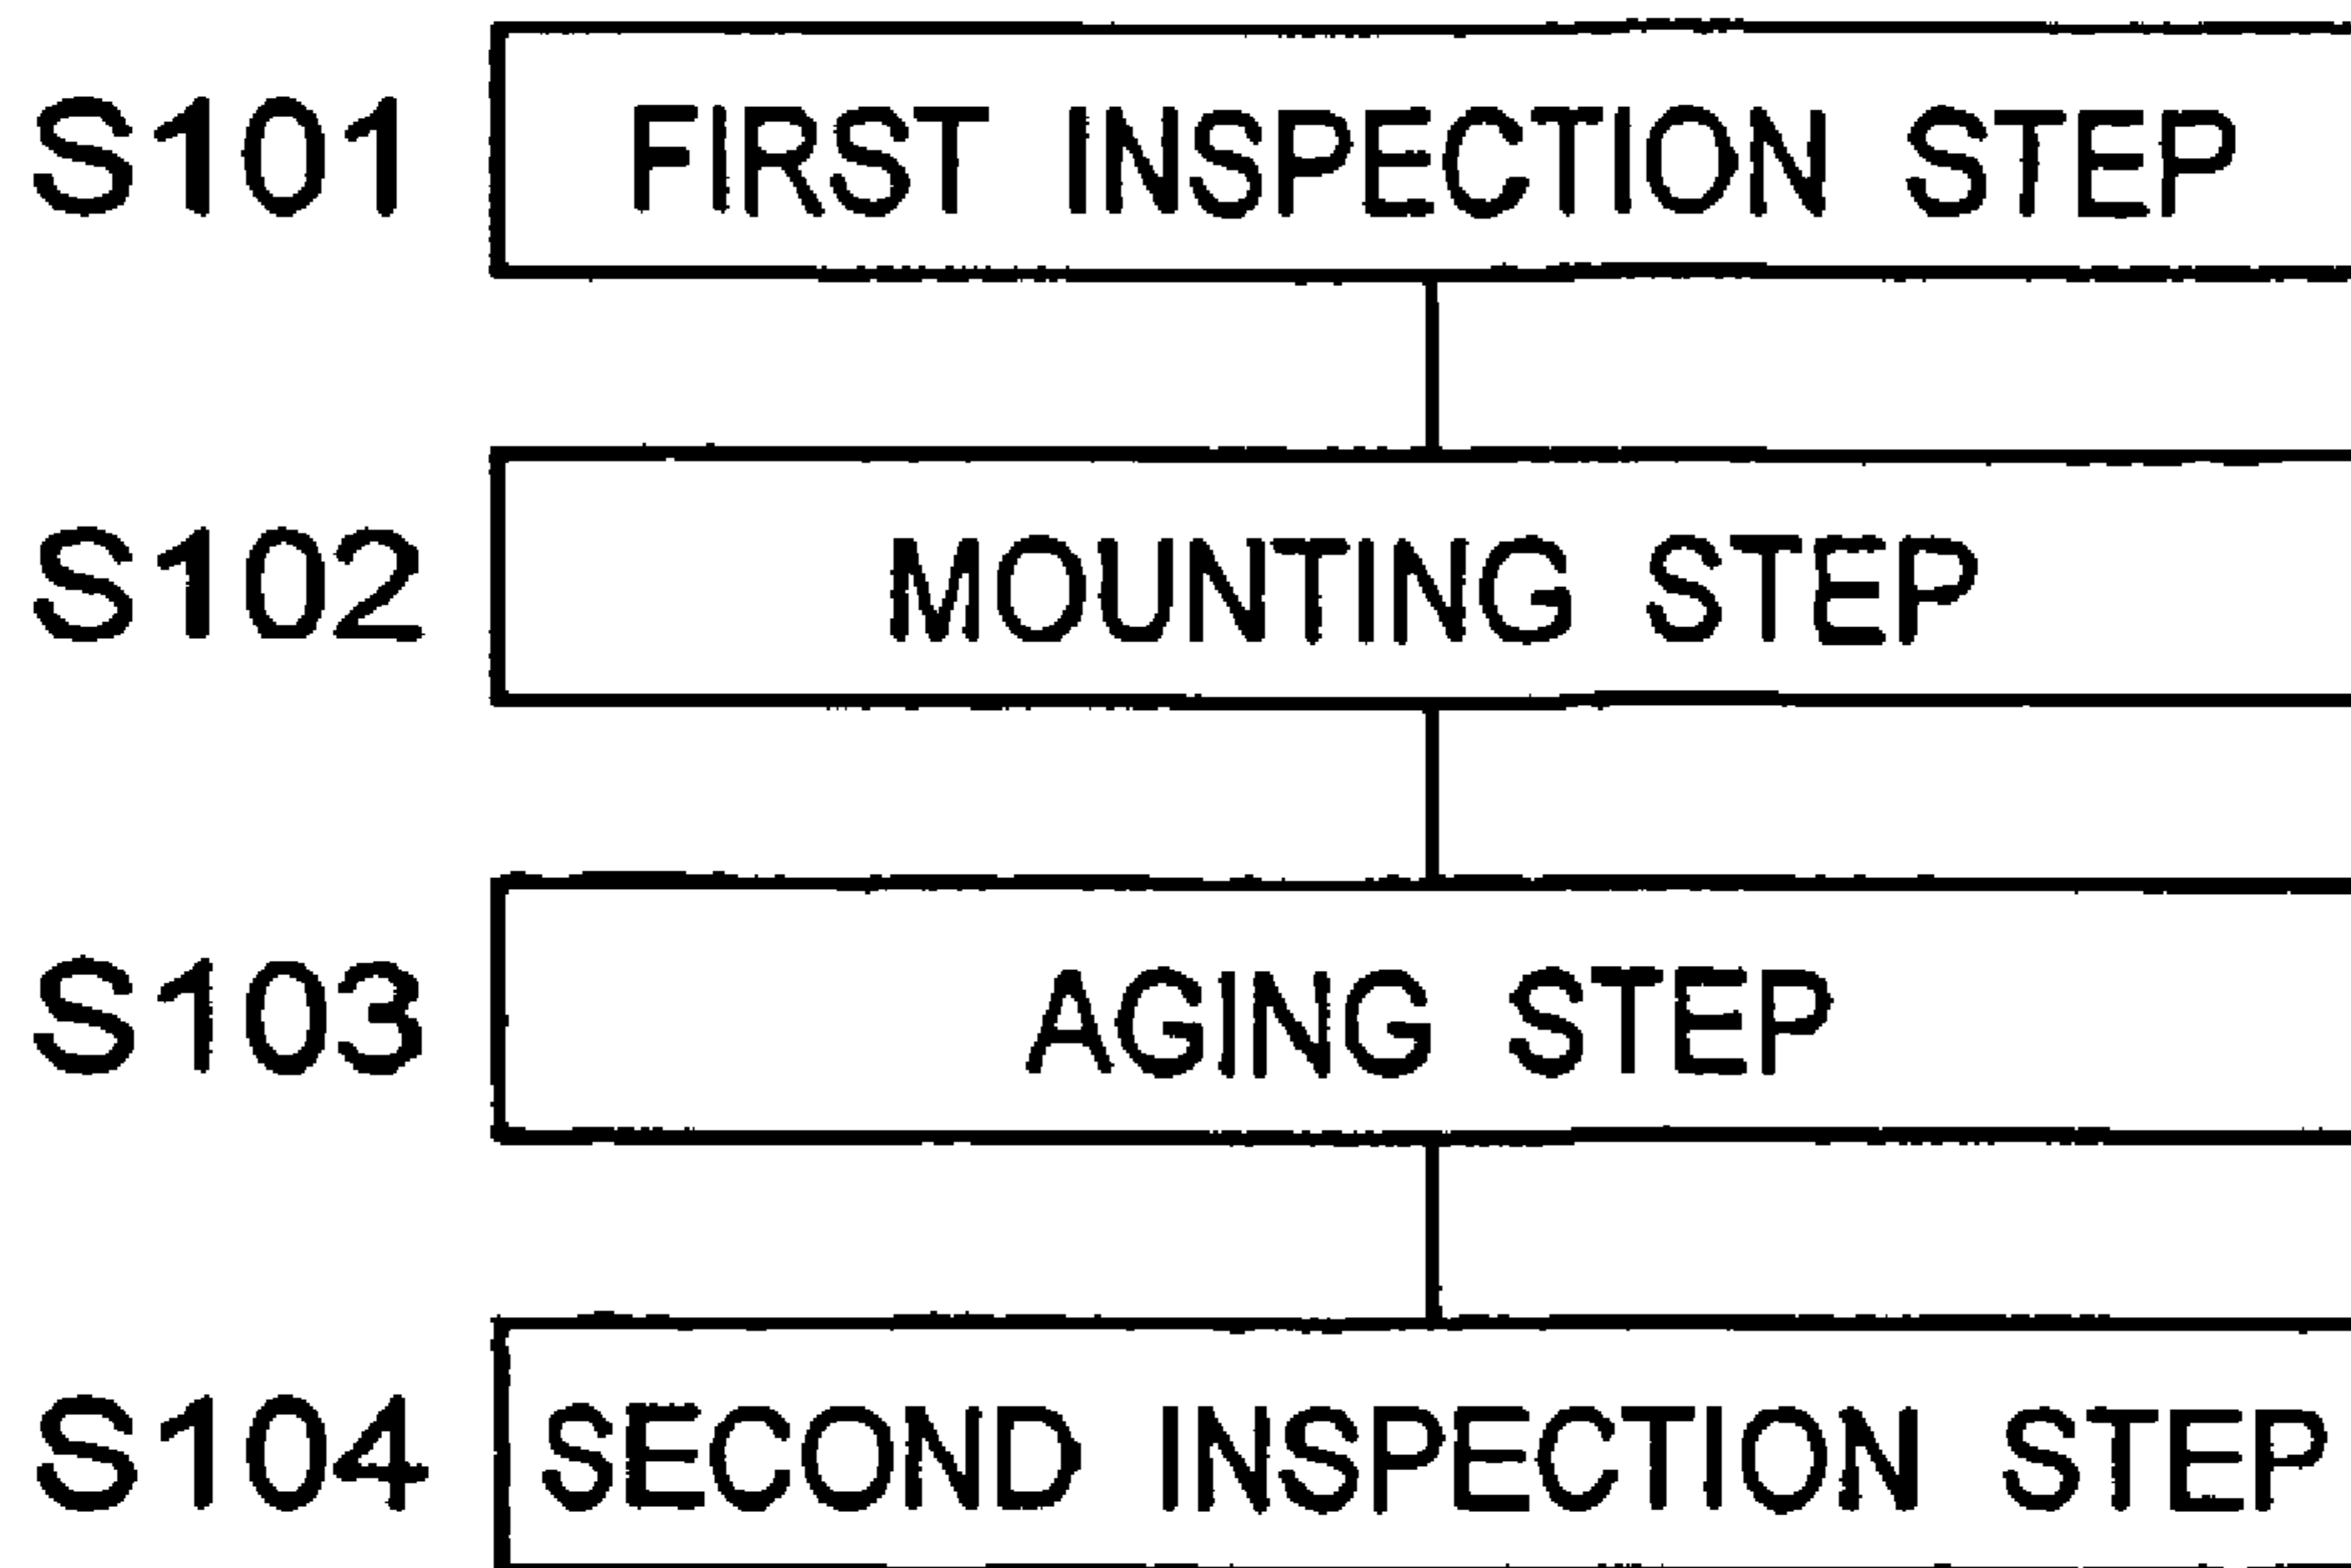 S101 FIRST INSPECTION STEP
S102 MOUNTING STEP
S103 AGING STEP
S104 SECOND INSPECTION STEP